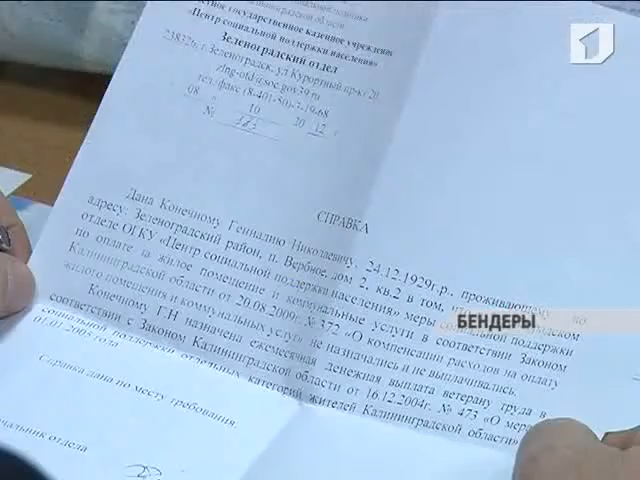 «Центр социальной поддержки населения»
Зеленоградский отдел
238326, г. Зеленоградск, ул Курортный пр-кт 20
zlng-otd@soc.gov39.ru
тел./факс (8-401-50)-3-19-68
08 10 20 12 г
№ 383
1
СПРАВКА
Дана Конечному Геннадию Николаевичу, 24.12.1929г.р., проживающему по
адресу: Зеленоградский район, п. Вербное, дом 2, кв.2 в том,
отделе ОГКУ «Центр социальной поддержки населения» меры социальной поддержки
по оплате за жилое помещение и коммунальные услуги в соответствии Законом
Калининградской области от 20.08.2009г № 372 «О компенсации расходов на оплату
жилого помещения и коммунальных услуг» не назначались и не выплачивались.
Конечному Г.Н назначена ежемесячная денежная выплата ветерану труда в
соответствии с Законом Калининградской области от 16.12.2004г. № 473 «О мерах
социальной поддержки отдельных категорий жителей Калининградской области»
01.01.2005 года
Справка дана по месту требования.
отдела
БЕНДЕРЫ